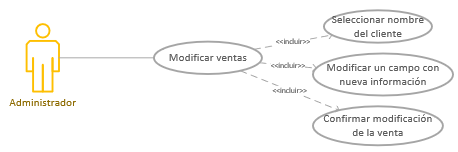 Seleccionar nombre
del cliente
<<incluir>>
Modificar ventas
<<incluir>>
Modificar un campo con
nueva información
<<incluir>>
Administrador
Confirmar modificación
de la venta